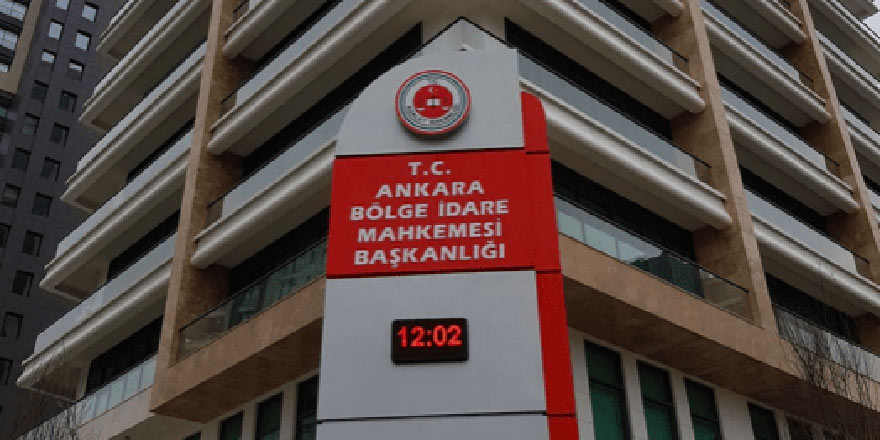 T.C.
ANKARA
BÖLGE İDARE
MAHKEMESİ
BAŞKANLIĞI
12:02